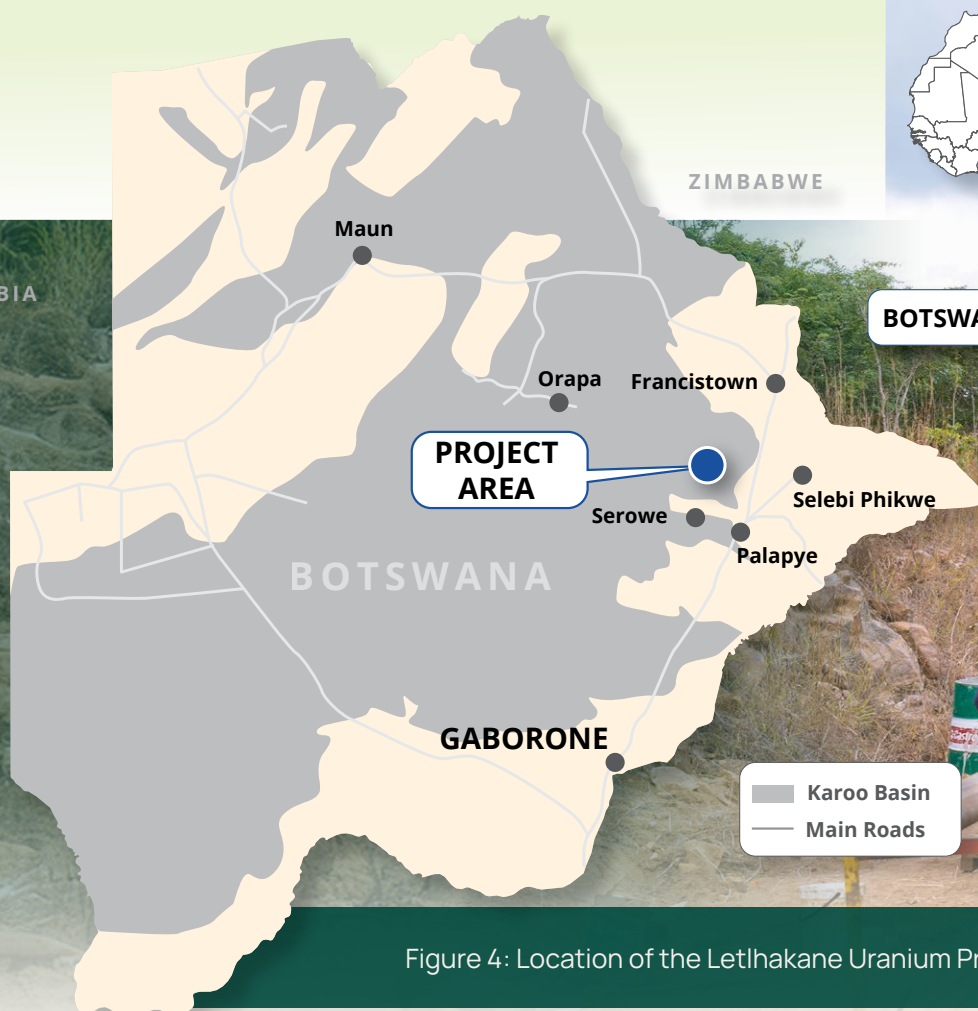 ZIMBABWE
Maun
BIA
BOTSWA
Orapa
Francistown
PROJECT
AREA
Selebi Phikwe
Serowe
Palapye
BOTSWANA
GABORONE
Karoo Basin
Main Roads
Figure 4: Location of the Letlhakane Uranium Pr